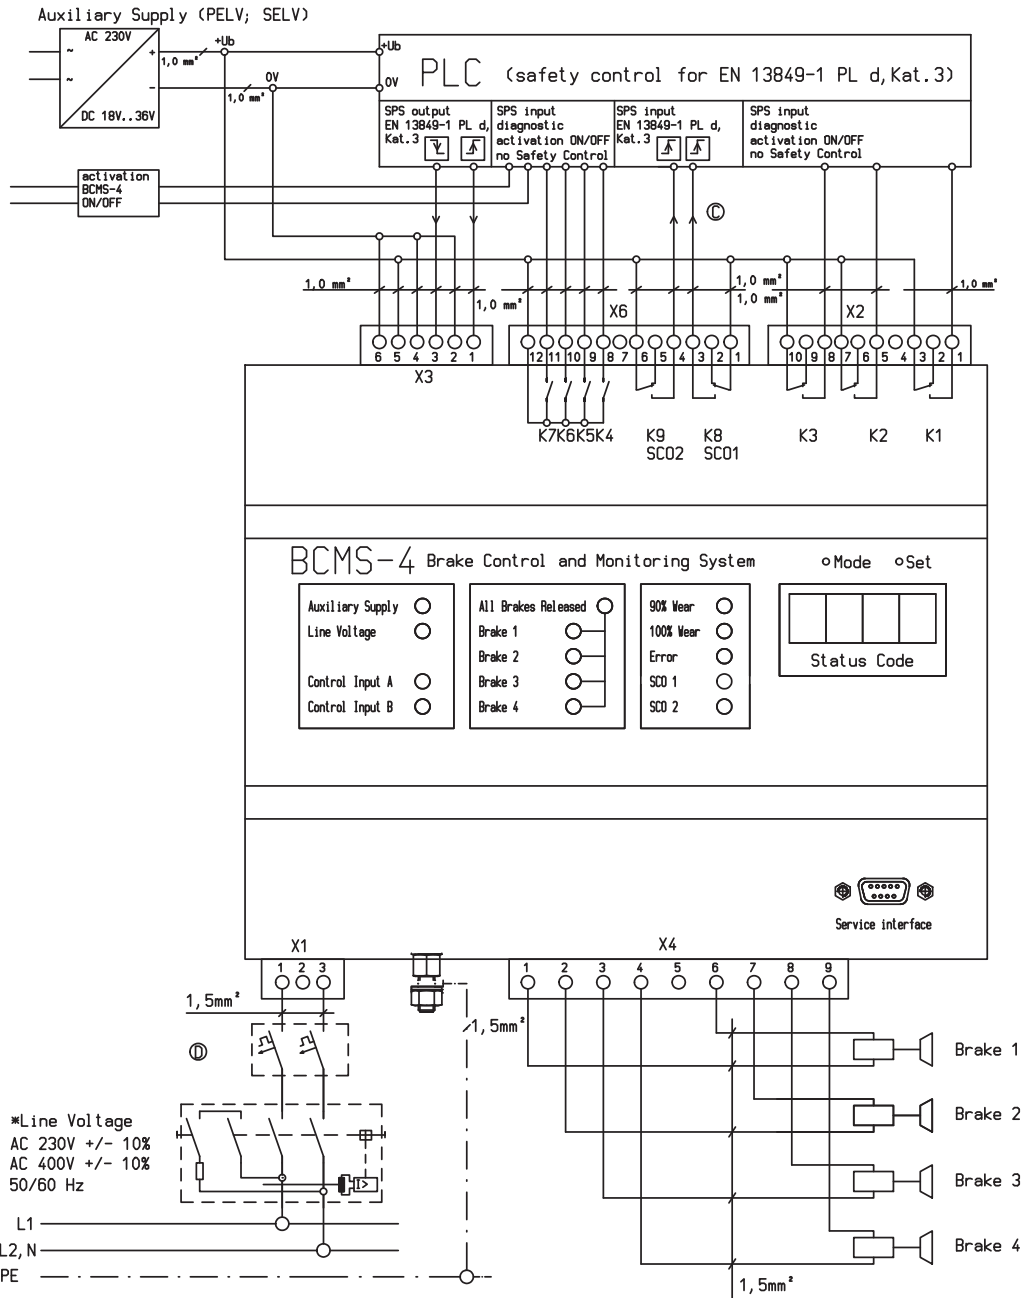 Auxiliary Supply (PELV; SELV)
AC 230V
~
~
+
-
DC 18V..36V
+Ub
1,0 mm²
0V
1,0 mm²
+Ub
0V
PLC (safety control for EN 13849-1 PL d,Kat.3)
SPS output
EN 13849-1 PL d,
Kat.3
SPS input
diagnostic
activation ON/OFF
no Safety Control
SPS input
EN 13849-1 PL d,
Kat.3
SPS input
diagnostic
activation ON/OFF
no Safety Control
activation
BCMS-4
ON/OFF
C
1,0 mm²
1,0 mm²
1,0 mm²
1,0 mm²
1,0 mm²
X6
X2
6 5 4 3 2 1
12 11 10 9 8 7 6 5 4 3 2 1
10 9 8 7 6 5 4 3 2 1
X3
K7 K6 K5 K4
K9
SCO2
K8
SCO1
K3
K2
K1
BCMS-4 Brake Control and Monitoring System
Mode
Set
Auxiliary Supply
Line Voltage
Control Input A
Control Input B
All Brakes Released
Brake 1
Brake 2
Brake 3
Brake 4
90% Wear
100% Wear
Error
SCO 1
SCO 2
Status Code
Service interface
X1
1 2 3
X4
1 2 3 4 5 6 7 8 9
1,5mm²
1,5mm²
D
Brake 1
Brake 2
Brake 3
Brake 4
*Line Voltage
AC 230V +/- 10%
AC 400V +/- 10%
50/60 Hz
I>
L1
L2,N
PE
1,5mm²